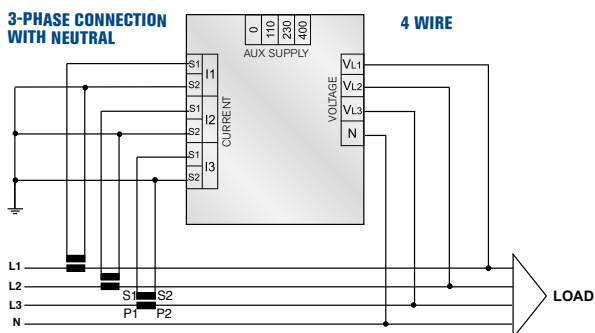 3-PHASE CONNECTION
WITH NEUTRAL
4 WIRE
0 110 230 400
AUX SUPPLY
S1
S2
I1
S1
S2
I2
S1
S2
I3
CURRENT
VOLTAGE
VL1
VL2
VL3
N
L1
L2
L3
N
S1 S2
P1 P2
LOAD